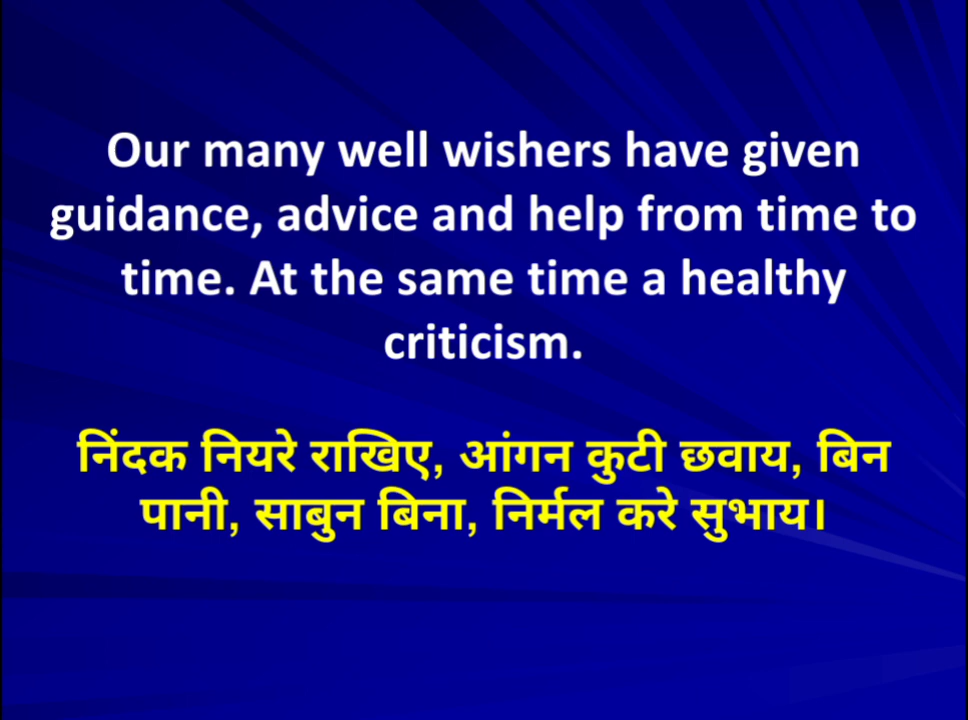 Our many well wishers have given
guidance, advice and help from time to
time. At the same time a healthy
criticism.
निंदक नियरे राखिए, आंगन कुटी छवाय, बिन
पानी, साबुन बिना, निर्मल करे सुभाय।